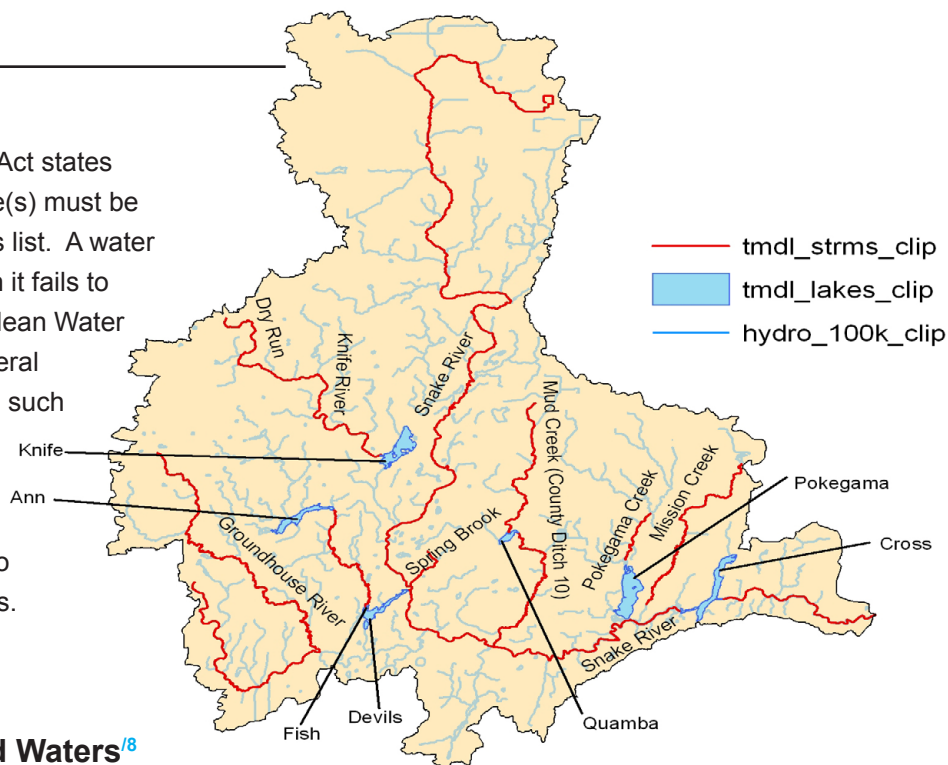 Act states
e(s) must be
s list. A water
n it fails to
lean Water
eral
such
o
s.
d Waters/8
tmdl_strms_clip
tmdl_lakes_clip
hydro_100k_clip
Dry Run
Knife River
Snake River
Mud Creek (County Ditch 10)
Pokegama Creek
Mission Creek
Knife
Ann
Groundhouse River
Spring Brook
Pokegama
Cross
Snake River
Fish
Devils
Quamba